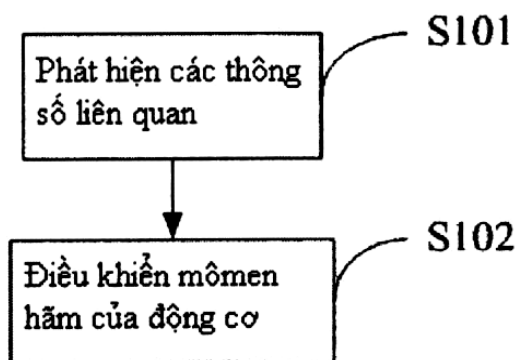 S101
Phát hiện các thông
số liên quan
S102
Điều khiển mômen
hãm của động cơ